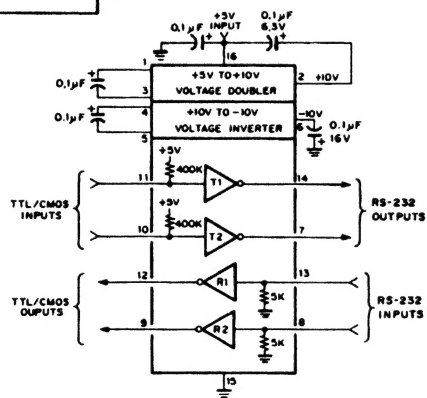 +5V
INPUT
0.1µF
+
+
0.1µF
6.3V
16
1
+5V TO+10V
VOLTAGE DOUBLER
2
+10V
0.1µF
+
3
4
+10V TO-10V
VOLTAGE INVERTER
-10V
6
0.1µF
+
16V
0.1µF
+
5
+5V
400K
11
T1
14
TTL/CMOS
INPUTS
RS-232
OUTPUTS
+5V
400K
10
T2
7
12
R1
13
5K
TTL/CMOS
OUPUTS
RS-232
INPUTS
9
R2
8
5K
15